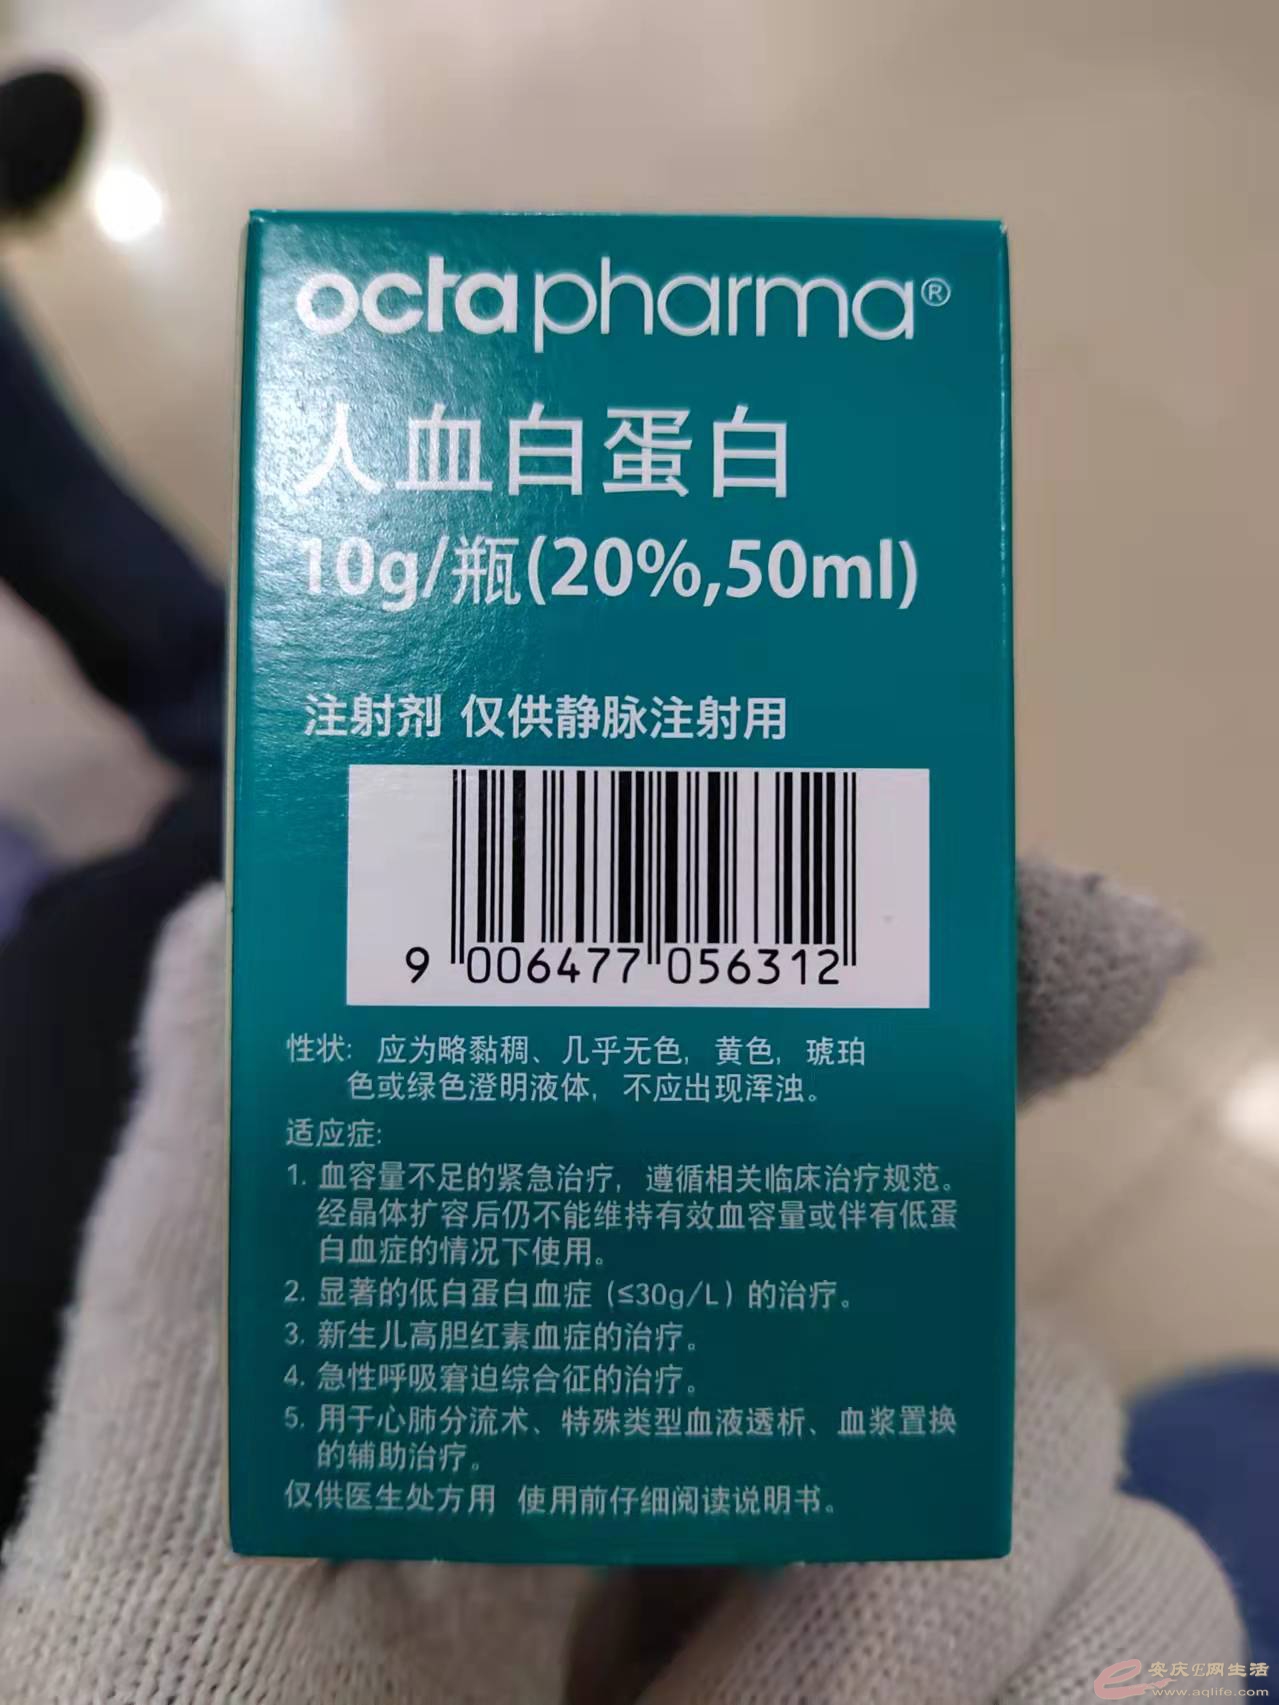 octapharma®
人血白蛋白
10g/瓶(20%,50ml)
注射剂 仅供静脉注射用
9 006477 056312
性状: 应为略黏稠、几乎无色, 黄色, 琥珀
色或绿色澄明液体, 不应出现浑浊。
适应症:
1. 血容量不足的紧急治疗, 遵循相关临床治疗规范。
经晶体扩容后仍不能维持有效血容量或伴有低蛋
白血症的情况下使用。
2. 显著的低白蛋白血症 (≤30g/L) 的治疗。
3. 新生儿高胆红素血症的治疗。
4. 急性呼吸窘迫综合征的治疗。
5. 用于心肺分流术、特殊类型血液透析、血浆置换
的辅助治疗。
仅供医生处方用 使用前仔细阅读说明书。
安庆E网生活
www.aqlife.com